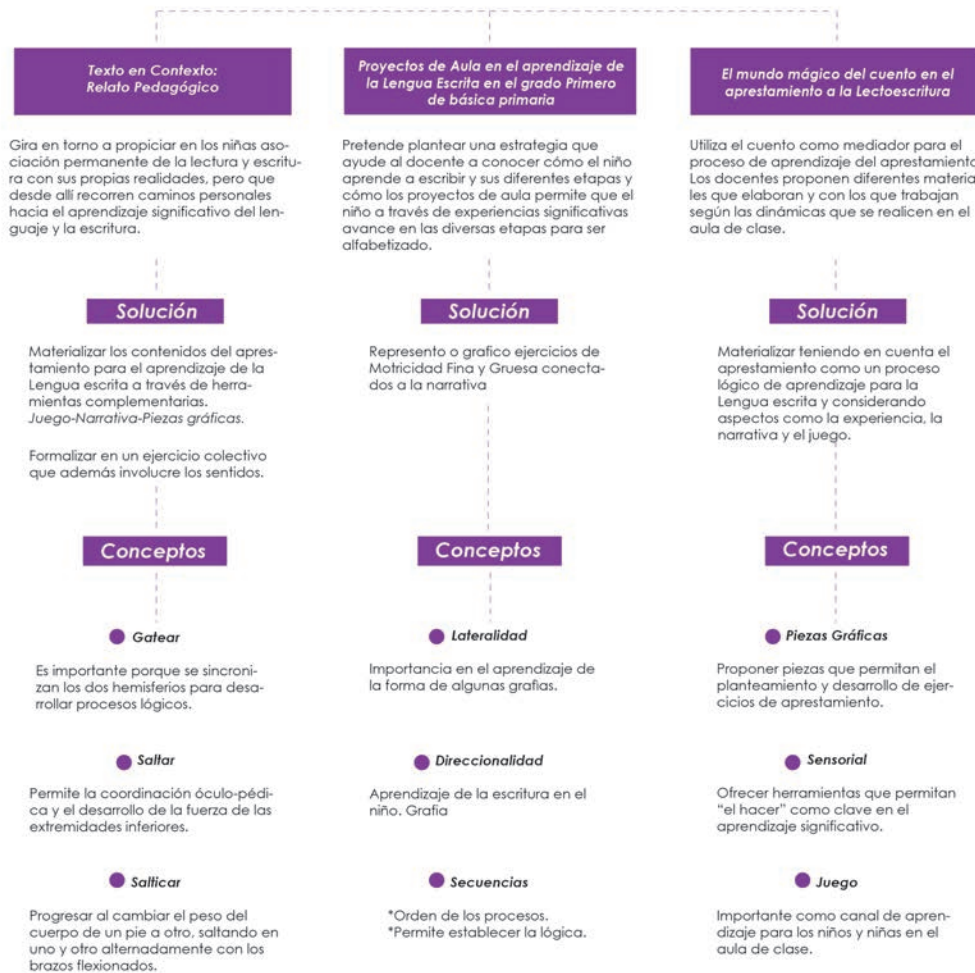 Texto en Contexto:
Relato Pedagógico
Gira en torno a propiciar en los niñas aso-
ciación permanente de la lectura y escritu-
ra con sus propias realidades, pero que
desde allí recorren caminos personales
hacia el aprendizaje significativo del len-
guaje y la escritura.
Solución
Materializar los contenidos del apres-
tamiento para el aprendizaje de la
Lengua escrita a través de herra-
mientas complementarias.
Juego-Narrativa-Piezas gráficas.
Formalizar en un ejercicio colectivo
que además involucre los sentidos.
Conceptos
Gatear
Es importante porque se sincroni-
zan los dos hemisferios para desa-
rrollar procesos lógicos.
Saltar
Permite la coordinación óculo-pédi-
ca y el desarrollo de la fuerza de las
extremidades inferiores.
Salticar
Progresar al cambiar el peso del
cuerpo de un pie a otro, saltando en
uno y otro alternadamente con los
brazos flexionados.
Proyectos de Aula en el aprendizaje de
la Lengua Escrita en el grado Primero
de básica primaria
Pretende plantear una estrategia que
ayude al docente a conocer cómo el niño
aprende a escribir y sus diferentes etapas y
cómo los proyectos de aula permite que el
niño a través de experiencias significativas
avance en las diversas etapas para ser
alfabetizado.
Solución
Represento o grafico ejercicios de
Motricidad Fina y Gruesa conecta-
dos a la narrativa
Conceptos
Lateralidad
Importancia en el aprendizaje de
la forma de algunas grafias.
Direccionalidad
Aprendizaje de la escritura en el
niño. Grafia
Secuencias
*Orden de los procesos.
*Permite establecer la lógica.
El mundo mágico del cuento en el
aprestamiento a la Lectoescritura
Utiliza el cuento como mediador para el
proceso de aprendizaje del aprestamiento.
Los docentes proponen diferentes materia-
les que elaboran y con los que trabajan
según las dinámicas que se realicen en el
aula de clase.
Solución
Materializar teniendo en cuenta el
aprestamiento como un proceso
lógico de aprendizaje para la
Lengua escrita y considerando
aspectos como la experiencia, la
narrativa y el juego.
Conceptos
Piezas Gráficas
Proponer piezas que permitan el
planteamiento y desarrollo de ejer-
cicios de aprestamiento.
Sensorial
Ofrecer herramientas que permitan
“el hacer” como clave en el
aprendizaje significativo.
Juego
Importante como canal de apren-
dizaje para los niños y niñas en el
aula de clase.